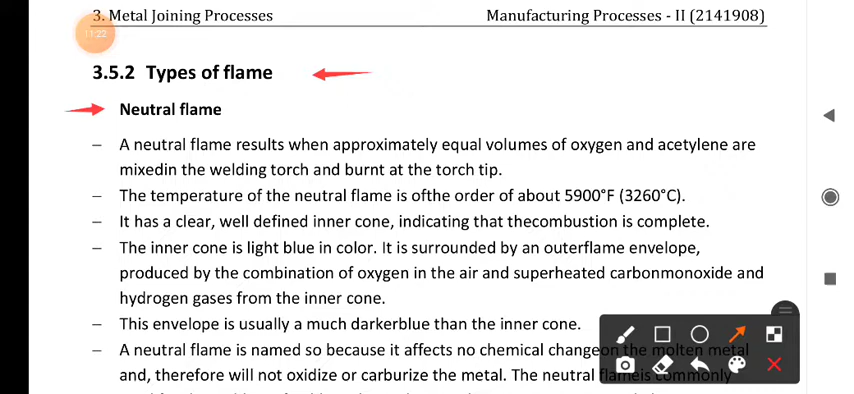 3. Metal Joining Processes Manufacturing Processes - II (2141908)
11:22
3.5.2 Types of flame
Neutral flame
– A neutral flame results when approximately equal volumes of oxygen and acetylene are
mixedin the welding torch and burnt at the torch tip.
– The temperature of the neutral flame is ofthe order of about 5900°F (3260°C).
– It has a clear, well defined inner cone, indicating that thecombustion is complete.
– The inner cone is light blue in color. It is surrounded by an outerflame envelope,
produced by the combination of oxygen in the air and superheated carbonmonoxide and
hydrogen gases from the inner cone.
– This envelope is usually a much darkerblue than the inner cone.
– A neutral flame is named so because it affects no chemical changeon the molten metal
and, therefore will not oxidize or carburize the metal. The neutral flameis commonly